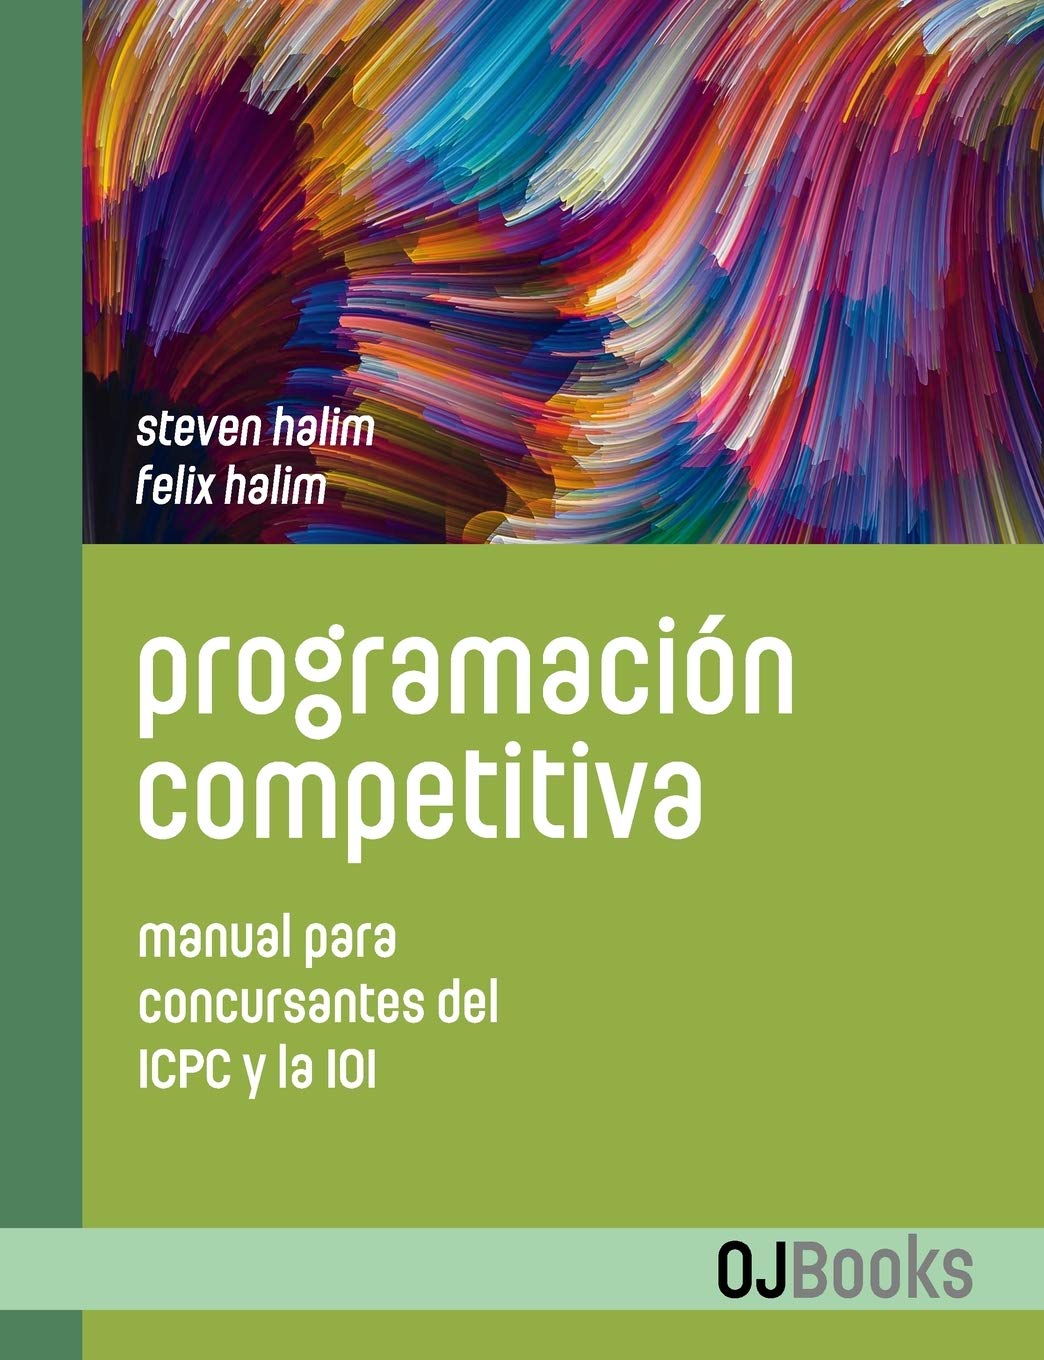 steven halim
felix halim
programación
competitiva
manual para
concursantes del
ICPC y la IOI
OJBooks